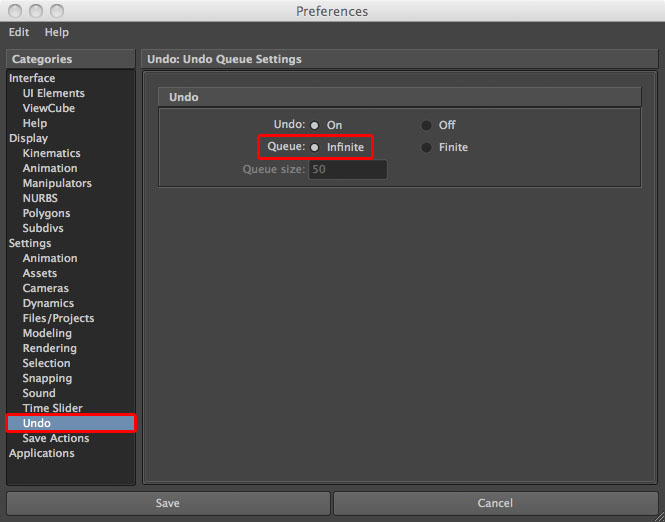 Preferences
Edit Help
Categories
Interface
UI Elements
ViewCube
Help
Display
Kinematics
Animation
Manipulators
NURBS
Polygons
Subdivs
Settings
Animation
Assets
Cameras
Dynamics
Files/Projects
Modeling
Rendering
Selection
Snapping
Sound
Time Slider
Undo
Save Actions
Applications
Undo: Undo Queue Settings
Undo
Undo: On Off
Queue: Infinite Finite
Queue size: 50
Save Cancel